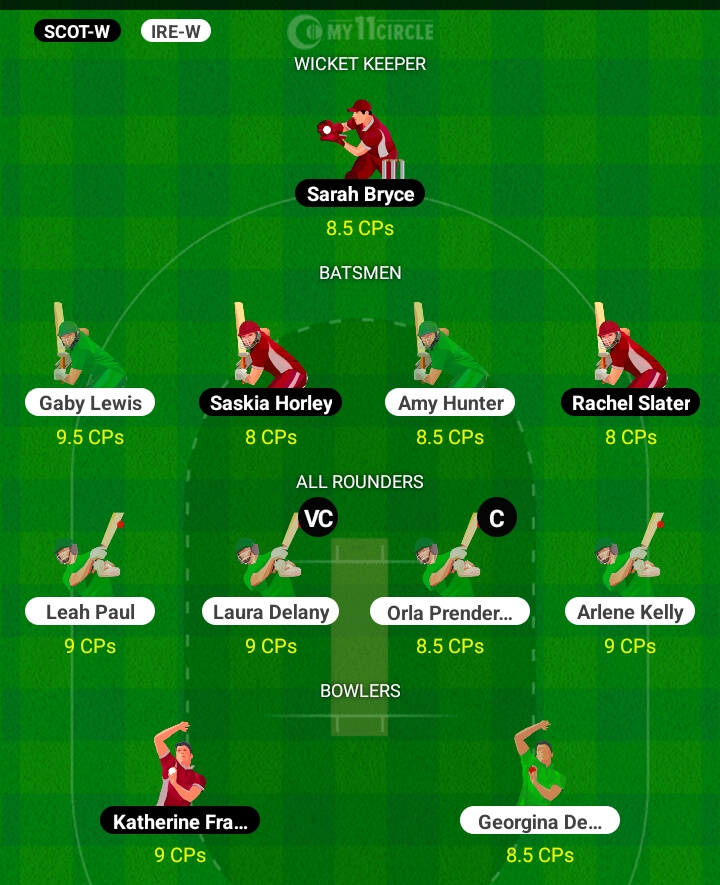 SCOT-W IRE-W MY11CIRCLE
WICKET KEEPER
Sarah Bryce
8.5 CPs
BATSMEN
Gaby Lewis Saskia Horley Amy Hunter Rachel Slater
9.5 CPs 8 CPs 8.5 CPs 8 CPs
ALL ROUNDERS
VC C
Leah Paul Laura Delany Orla Prender... Arlene Kelly
9 CPs 9 CPs 8.5 CPs 9 CPs
BOWLERS
Katherine Fra... Georgina De...
9 CPs 8.5 CPs